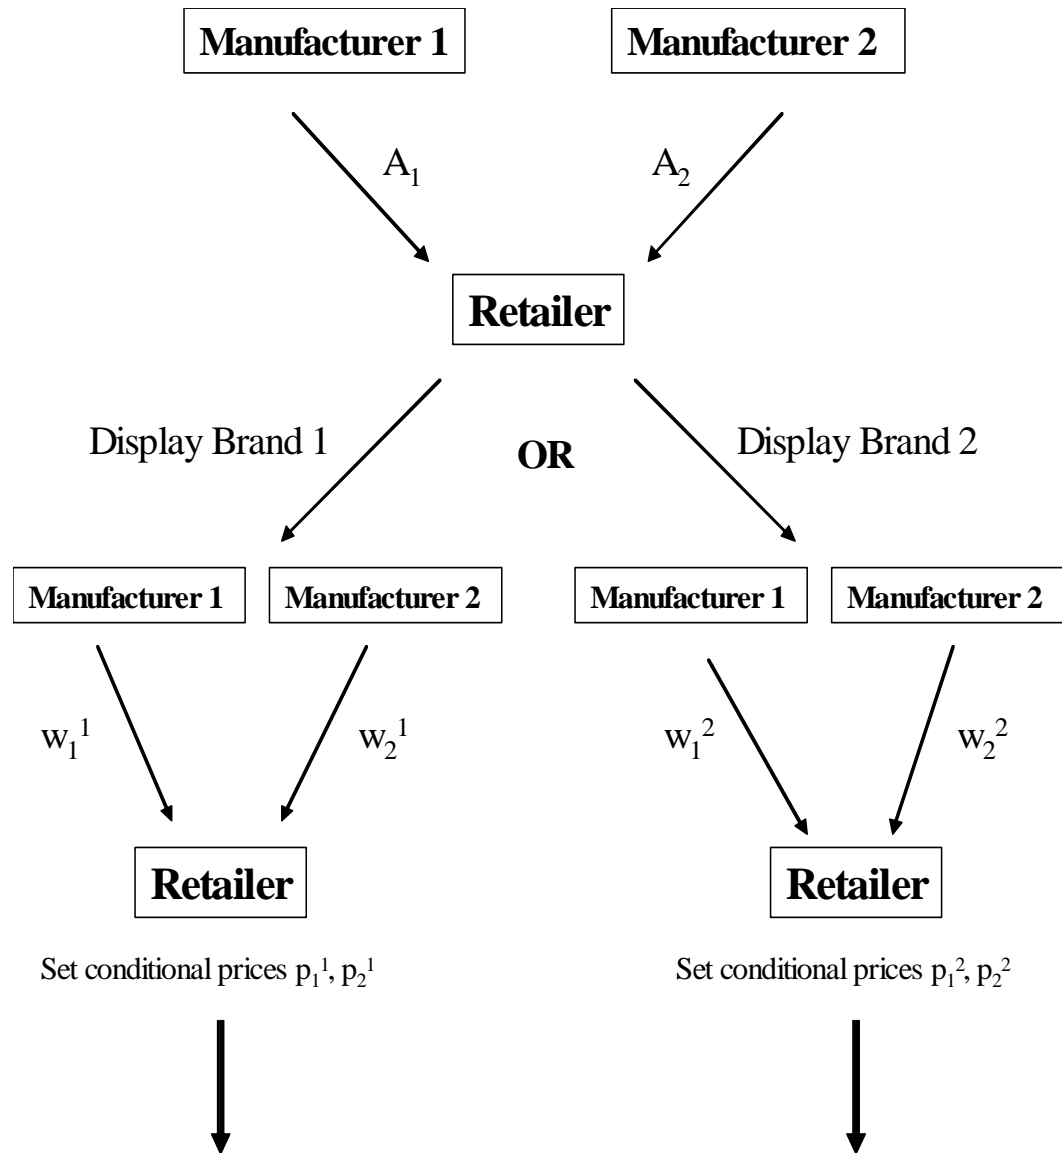 Manufacturer 1 Manufacturer 2
A₁ A₂
Retailer
Display Brand 1 OR Display Brand 2
Manufacturer 1 Manufacturer 2 Manufacturer 1 Manufacturer 2
w₁¹ w₂¹ w₁² w₂²
Retailer Retailer
Set conditional prices p₁¹, p₂¹ Set conditional prices p₁², p₂²